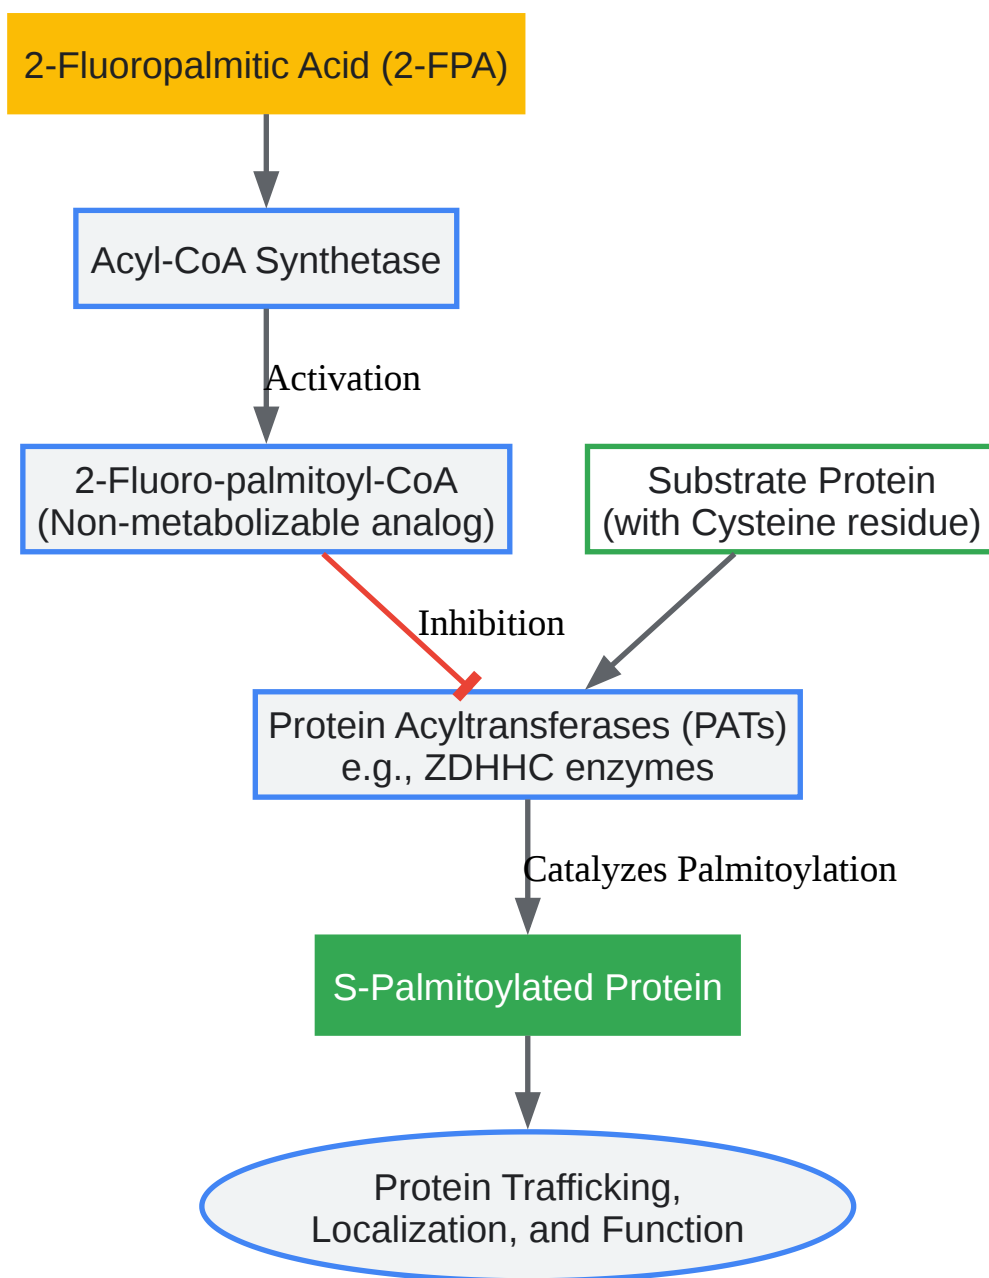 2-Fluoropalmitic Acid (2-FPA)
Acyl-CoA Synthetase
Activation
2-Fluoro-palmitoyl-CoA
(Non-metabolizable analog)
Substrate Protein
(with Cysteine residue)
Inhibition
Protein Acyltransferases (PATs)
e.g., ZDHHC enzymes
Catalyzes Palmitoylation
S-Palmitoylated Protein
Protein Trafficking,
Localization, and Function